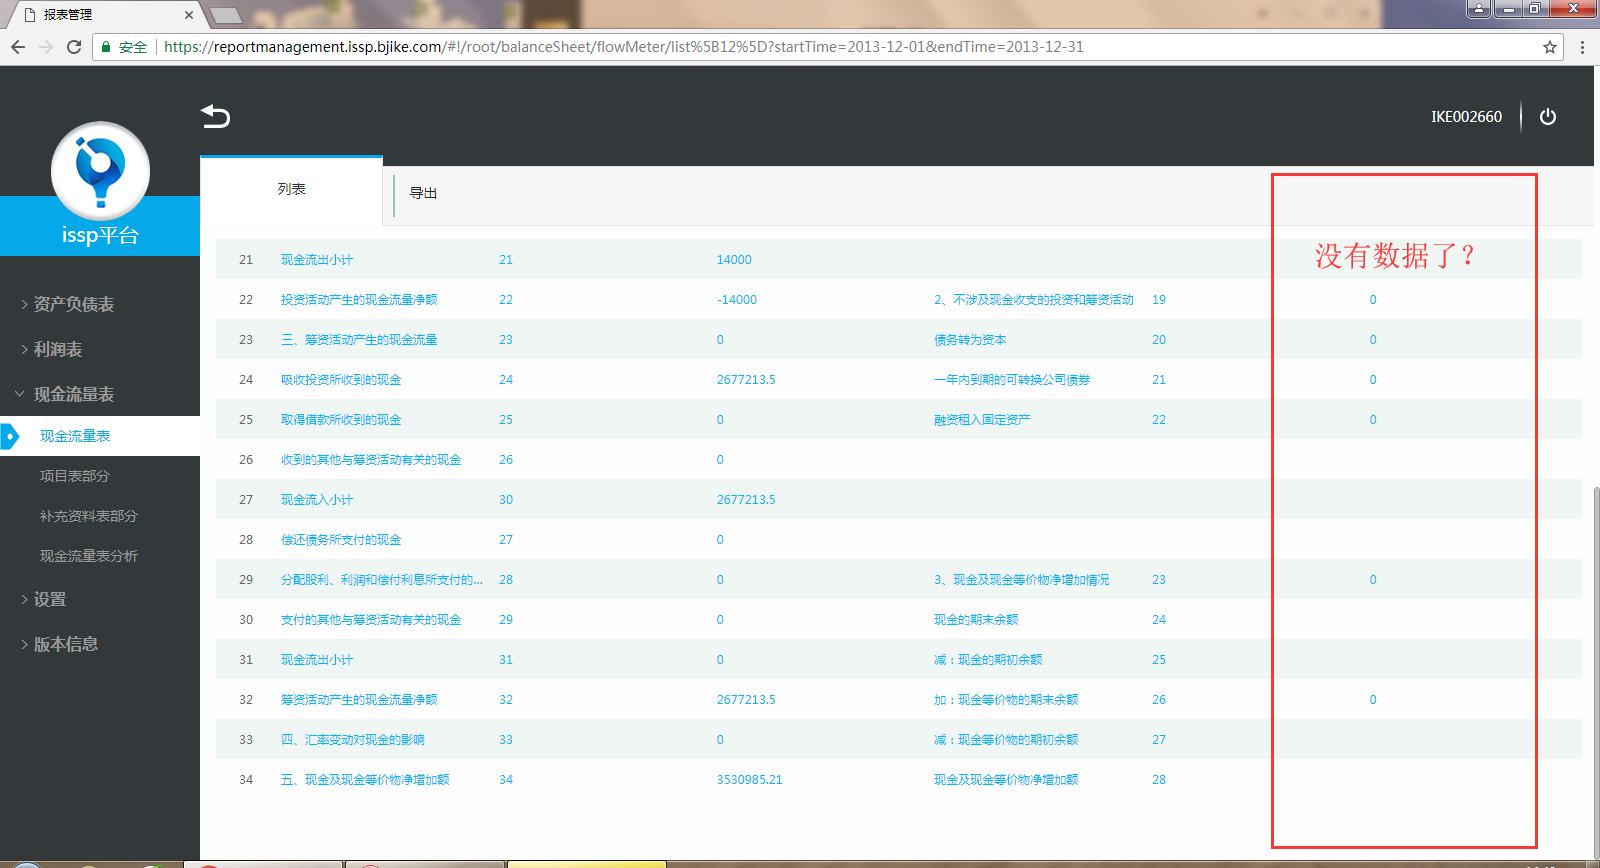 报表管理
安全 https://reportmanagement.issp.bjike.com/#!/root/balanceSheet/flowMeter/list%5B12%5D?startTime=2013-12-01&endTime=2013-12-31
IKE002660
issp平台
资产负债表
利润表
现金流量表
现金流量表
项目表部分
补充资料表部分
现金流量表分析
设置
版本信息
列表 导出
没有数据了？
21 现金流出小计 21 14000
22 投资活动产生的现金流量净额 22 -14000 2、不涉及现金收支的投资和筹资活动 19 0
23 三、筹资活动产生的现金流量 23 0 债务转为资本 20 0
24 吸收投资所收到的现金 24 2677213.5 一年内到期的可转换公司债券 21 0
25 取得借款所收到的现金 25 0 融资租入固定资产 22 0
26 收到的其他与筹资活动有关的现金 26 0
27 现金流入小计 30 2677213.5
28 偿还债务所支付的现金 27 0
29 分配股利、利润和偿付利息所支付的... 28 0 3、现金及现金等价物净增加情况 23 0
30 支付的其他与筹资活动有关的现金 29 0 现金的期末余额 24
31 现金流出小计 31 0 减：现金的期初余额 25
32 筹资活动产生的现金流量净额 32 2677213.5 加：现金等价物的期末余额 26 0
33 四、汇率变动对现金的影响 33 0 减：现金等价物的期初余额 27
34 五、现金及现金等价物净增加额 34 3530985.21 现金及现金等价物净增加额 28